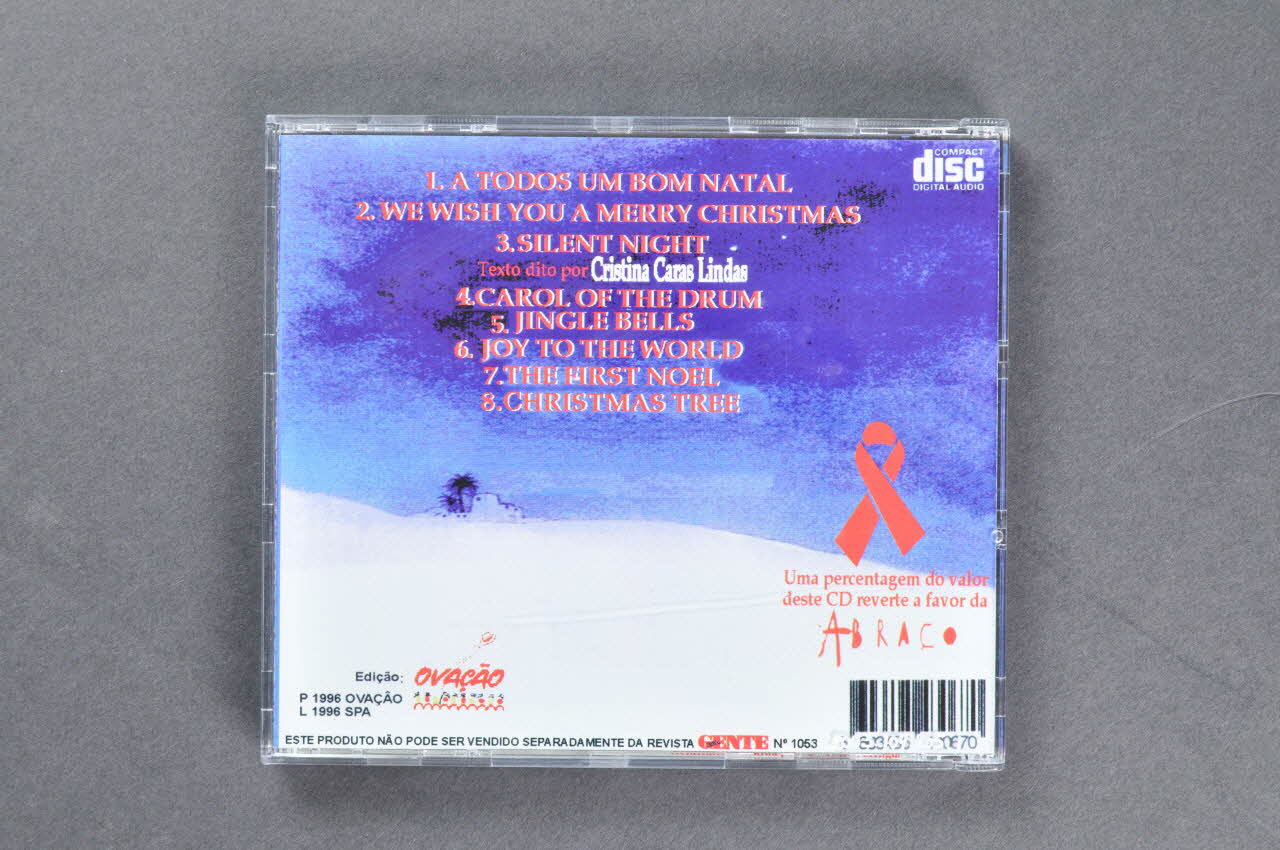 COMPACT
disc
DIGITAL AUDIO
1. A TODOS UM BOM NATAL
2. WE WISH YOU A MERRY CHRISTMAS
3. SILENT NIGHT
Texto dito por Cristina Caras Lindas
4. CAROL OF THE DRUM
5. JINGLE BELLS
6. JOY TO THE WORLD
7. THE FIRST NOEL
8. CHRISTMAS TREE
Uma percentagem do valor
deste CD reverte a favor da
ABRAÇO
Edição: OVAÇÃO
P 1996 OVAÇÂO
L 1996 SPA
ESTE PRODUTO NÃO PODE SER VENDIDO SEPARADAMENTE DA REVISTA GENTE Nº 1053